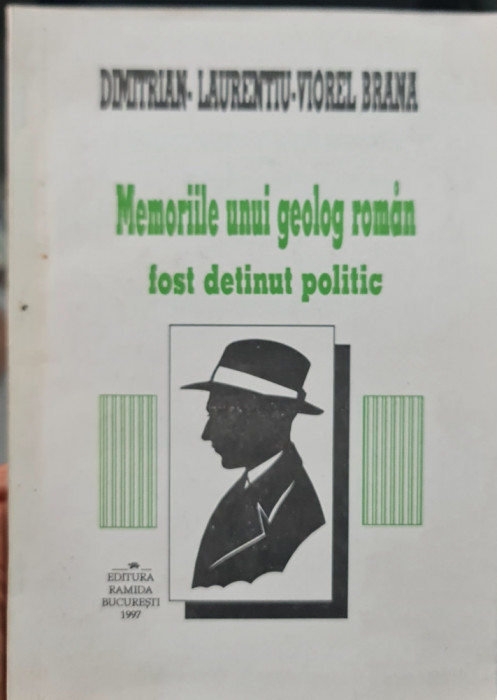 DIMITRIAN- LAURENTIU-VIOREL BRANA
Memoriile unui geolog român
fost detinut politic
EDITURA
RAMIDA
BUCUREŞTI
1997